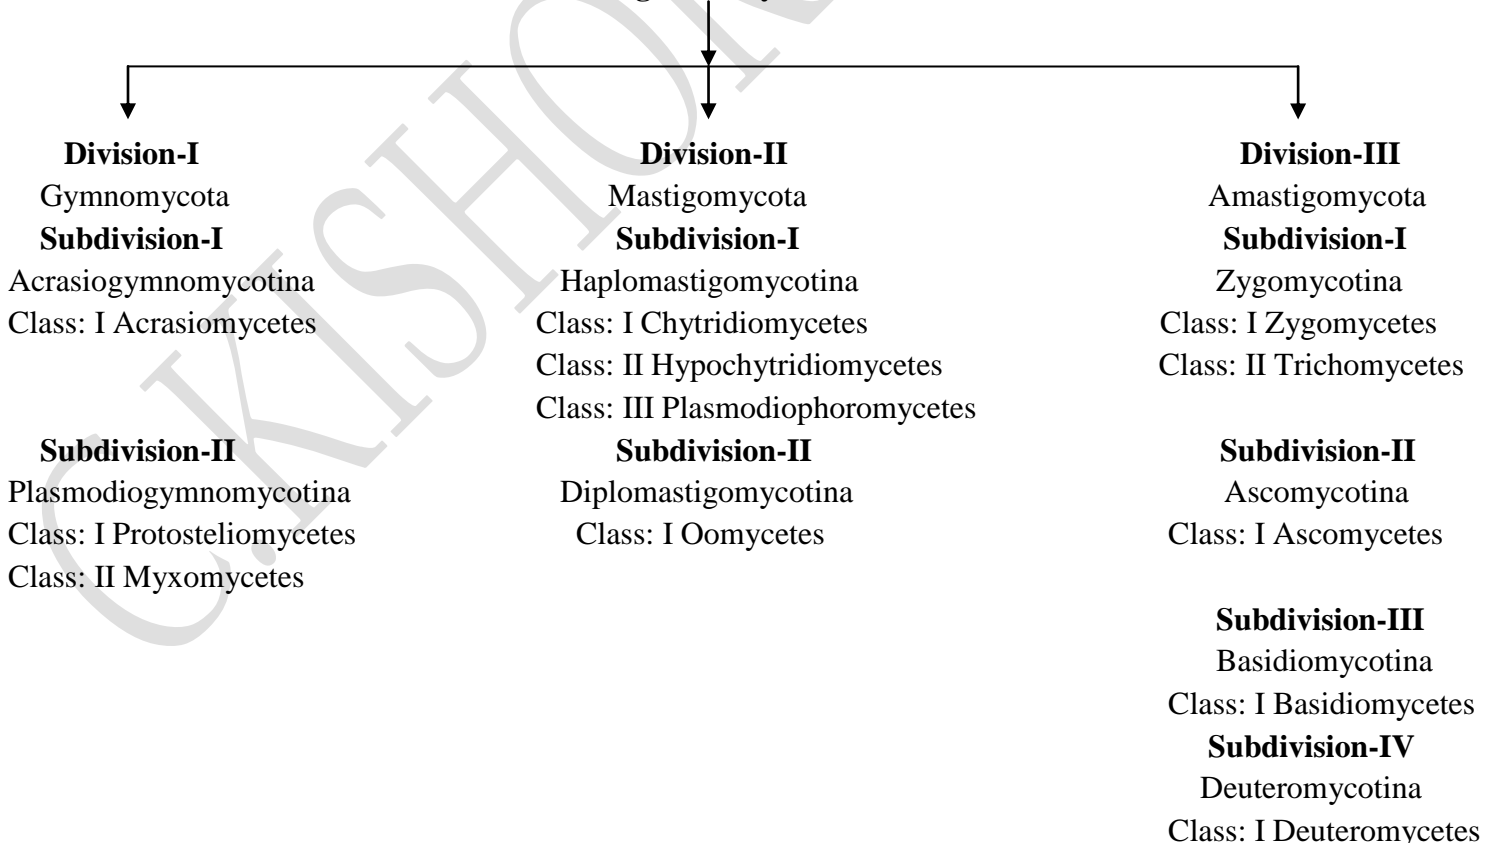 Division-I
Gymnomycota
Subdivision-I
Acrasiogymnomycotina
Class: I Acrasiomycetes
Subdivision-II
Plasmodiogymnomycotina
Class: I Protosteliomycetes
Class: II Myxomycetes
Division-II
Mastigomycota
Subdivision-I
Haplomastigomycotina
Class: I Chytridiomycetes
Class: II Hypochytridiomycetes
Class: III Plasmodiophoromycetes
Subdivision-II
Diplomastigomycotina
Class: I Oomycetes
Division-III
Amastigomycota
Subdivision-I
Zygomycotina
Class: I Zygomycetes
Class: II Trichomycetes
Subdivision-II
Ascomycotina
Class: I Ascomycetes
Subdivision-III
Basidiomycotina
Class: I Basidiomycetes
Subdivision-IV
Deuteromycotina
Class: I Deuteromycetes